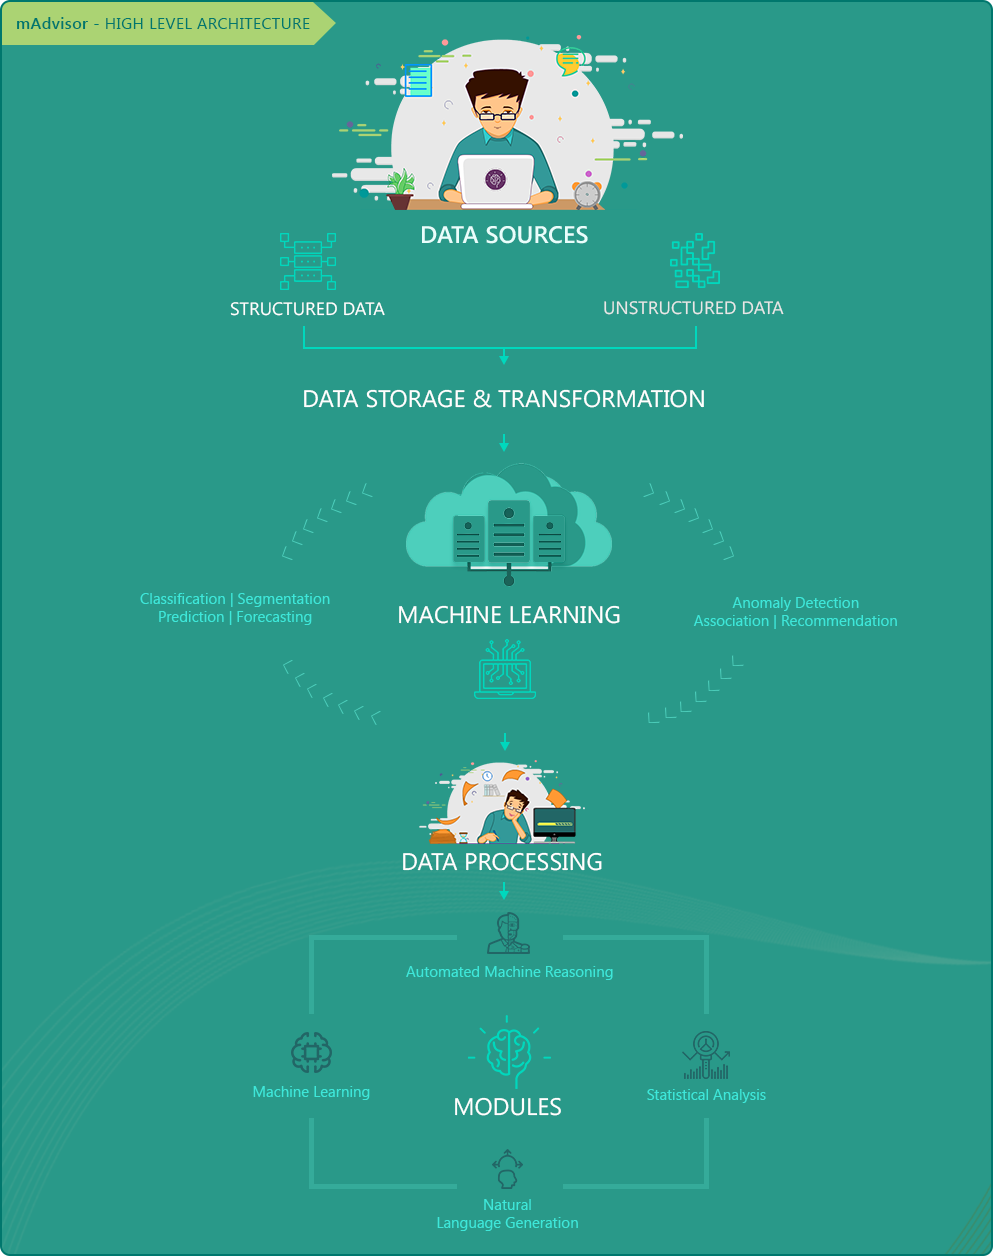 mAdvisor - HIGH LEVEL ARCHITECTURE
DATA SOURCES
STRUCTURED DATA
UNSTRUCTURED DATA
DATA STORAGE & TRANSFORMATION
Classification | Segmentation
Prediction | Forecasting
MACHINE LEARNING
Anomaly Detection
Association | Recommendation
DATA PROCESSING
Automated Machine Reasoning
Machine Learning
MODULES
Statistical Analysis
Natural
Language Generation